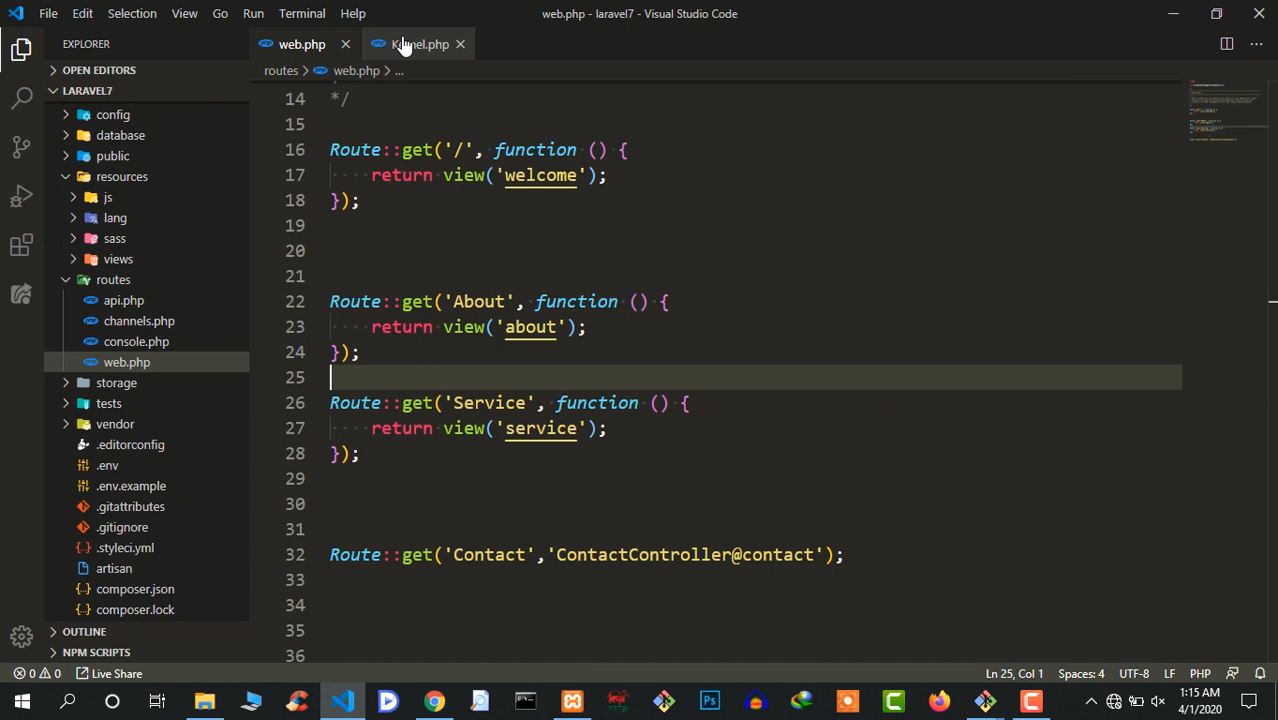 File Edit Selection View Go Run Terminal Help web.php - laravel7 - Visual Studio Code
EXPLORER web.php Kernel.php
OPEN EDITORS
routes > web.php > ...
LARAVEL7
config
database
public
resources
js
lang
sass
views
routes
api.php
channels.php
console.php
web.php
storage
tests
vendor
.editorconfig
.env
.env.example
.gitattributes
.gitignore
.styleci.yml
artisan
composer.json
composer.lock
OUTLINE
NPM SCRIPTS
14 */
15
16 Route::get('/', function () {
17 return view('welcome');
18 });
19
20
21
22 Route::get('About', function () {
23 return view('about');
24 });
25
26 Route::get('Service', function () {
27 return view('service');
28 });
29
30
31
32 Route::get('Contact','ContactController@contact');
33
34
35
36
0 0 Live Share Ln 25, Col 1 Spaces: 4 UTF-8 LF PHP
Ps
1:15 AM
4/1/2020